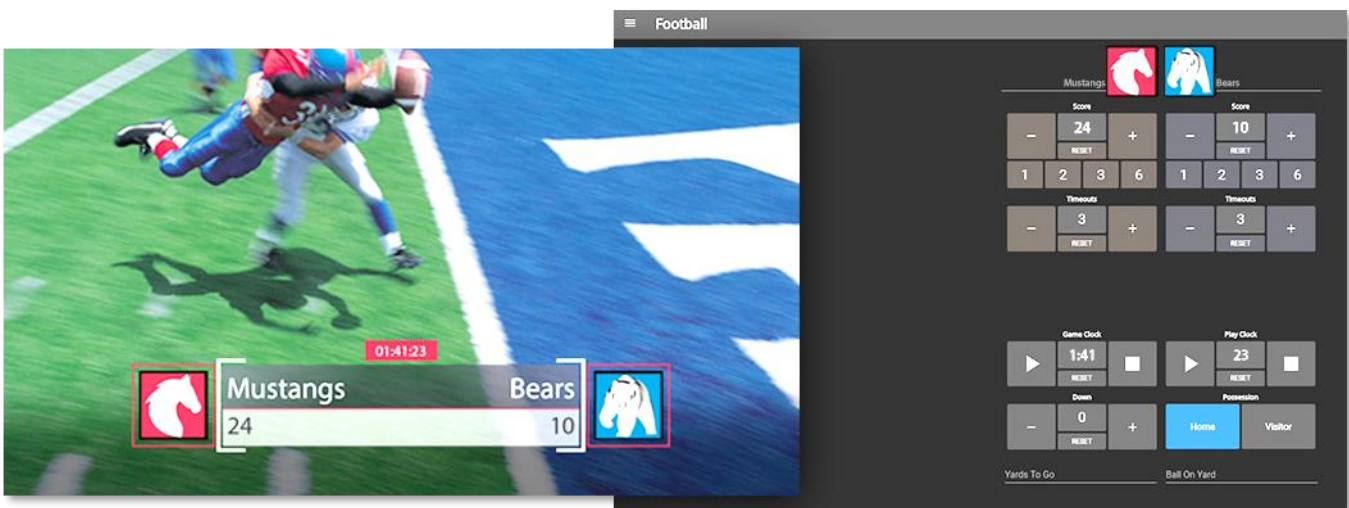 Football
Mustangs Bears
Score Score
− 24 + − 10 +
RESET RESET
1 2 3 6 1 2 3 6
Timeouts Timeouts
− 3 + − 3 +
RESET RESET
01:41:23
Mustangs Bears
24 10
Game Clock Play Clock
1:41 23
RESET RESET
Down Possession
− 0 + Home Visitor
RESET
Yards To Go Ball On Yard